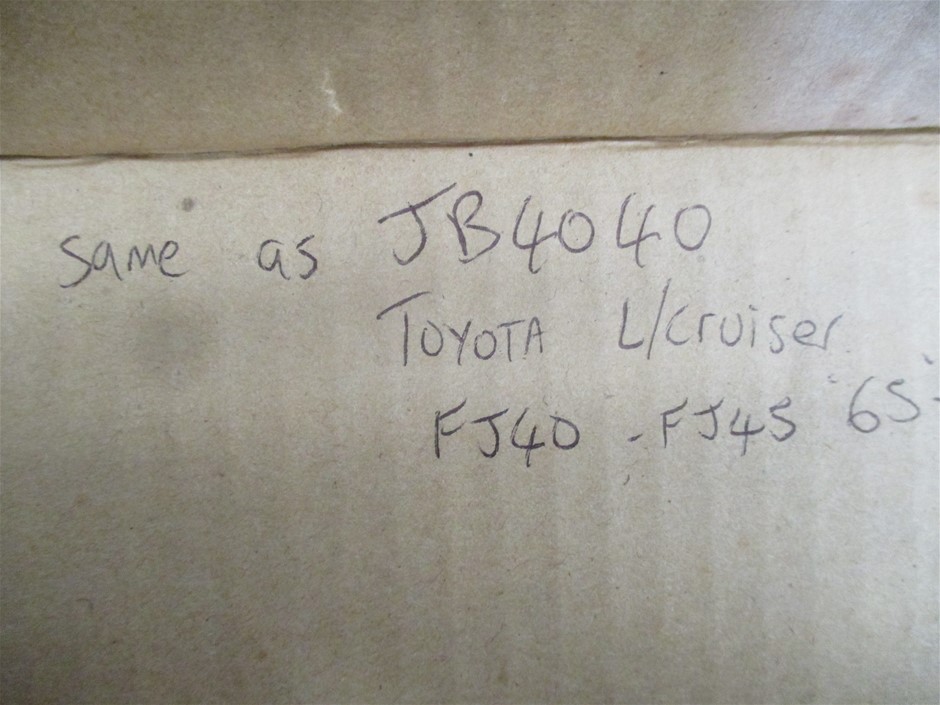 same as JB4040
TOYOTA L/Cruiser
FJ40 - FJ45 '65-